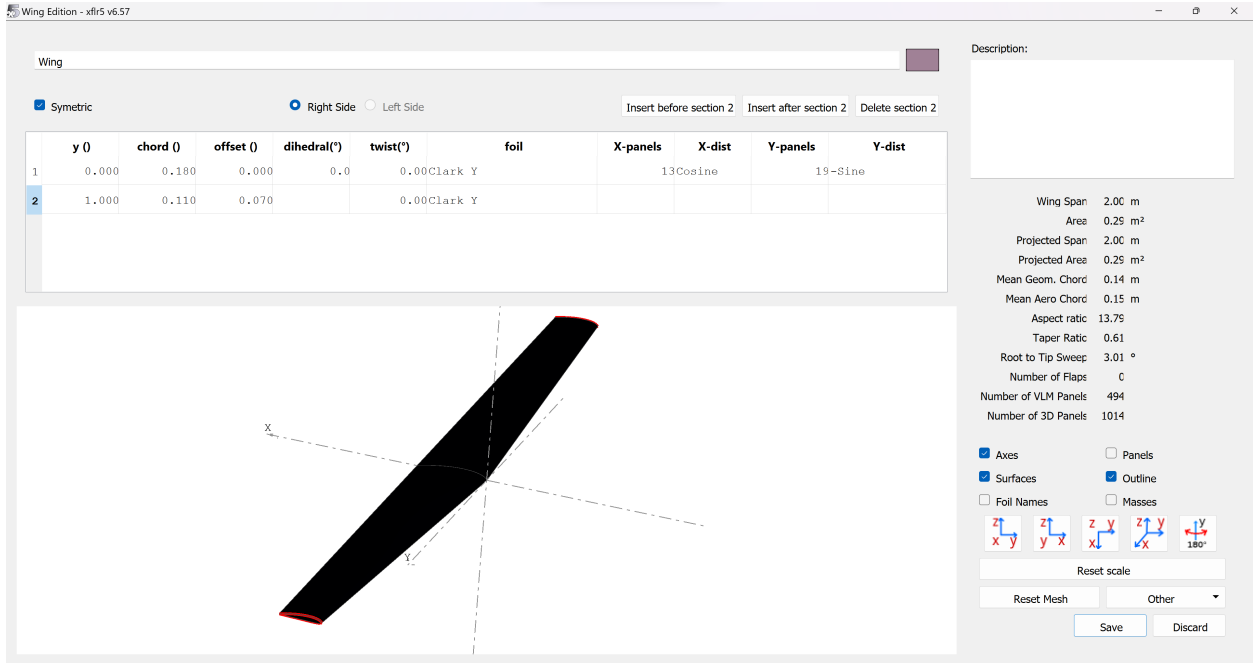 Wing Edition - xflr5 v6.57
Description:
Wing
Symetric Right Side Left Side Insert before section 2 Insert after section 2 Delete section 2
y () chord () offset () dihedral(°) twist(°) foil X-panels X-dist Y-panels Y-dist
1 0.000 0.180 0.000 0.0 0.00 Clark Y 13 Cosine 19 -Sine
2 1.000 0.110 0.070 0.00 Clark Y
Wing Span 2.00 m
Area 0.29 m²
Projected Span 2.00 m
Projected Area 0.29 m²
Mean Geom. Chord 0.14 m
Mean Aero Chord 0.15 m
Aspect ratio 13.79
Taper Ratio 0.61
Root to Tip Sweep 3.01 °
Number of Flaps 0
Number of VLM Panels 494
Number of 3D Panels 1014
X
Y
Axes Panels
Surfaces Outline
Foil Names Masses
z x y
z y x
z y x
z y x
y 180°
Reset scale
Reset Mesh Other
Save Discard